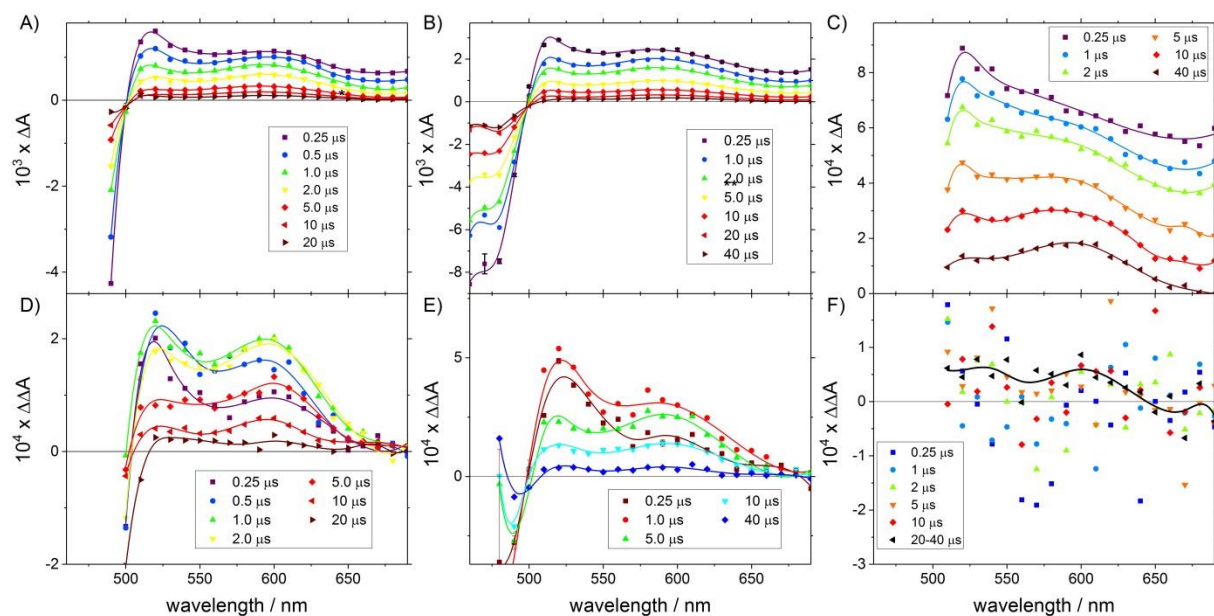 A)
10³ x ΔA
0
-2
-4
0.25 μs
0.5 μs
1.0 μs
2.0 μs
5.0 μs
10 μs
20 μs
*
B)
10³ x ΔA
2
0
-2
-4
-6
-8
0.25 μs
1.0 μs
2.0 μs
**
5.0 μs
10 μs
20 μs
40 μs
C)
10⁴ x ΔΔA
8
6
4
2
0
0.25 μs 5 μs
1 μs 10 μs
2 μs 40 μs
D)
10⁴ x ΔΔA
2
0
-2
0.25 μs 5.0 μs
0.5 μs 10 μs
1.0 μs 20 μs
2.0 μs
500 550 600 650
wavelength / nm
E)
10⁴ x ΔΔA
5
0
0.25 μs 10 μs
1.0 μs 40 μs
5.0 μs
500 550 600 650
wavelength / nm
F)
10⁴ x ΔΔA
2
1
0
-1
-2
-3
0.25 μs
1 μs
2 μs
5 μs
10 μs
20-40 μs
500 550 600 650
wavelength / nm